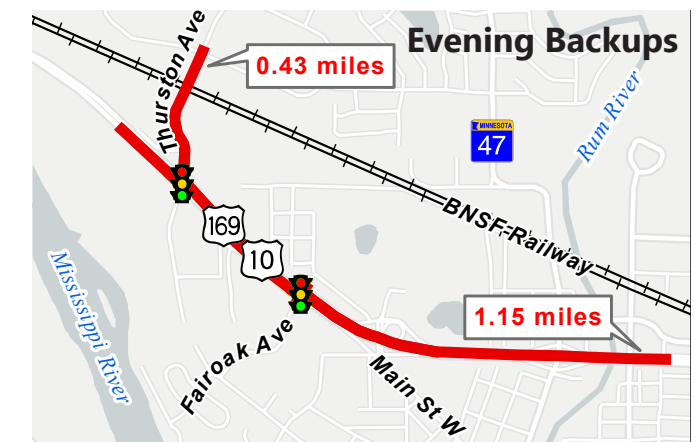 Evening Backups
Thurston Ave
0.43 miles
MINNESOTA
47
Rum River
BNSF Railway
169
10
Mississippi River
1.15 miles
Fairoak Ave
Main St W